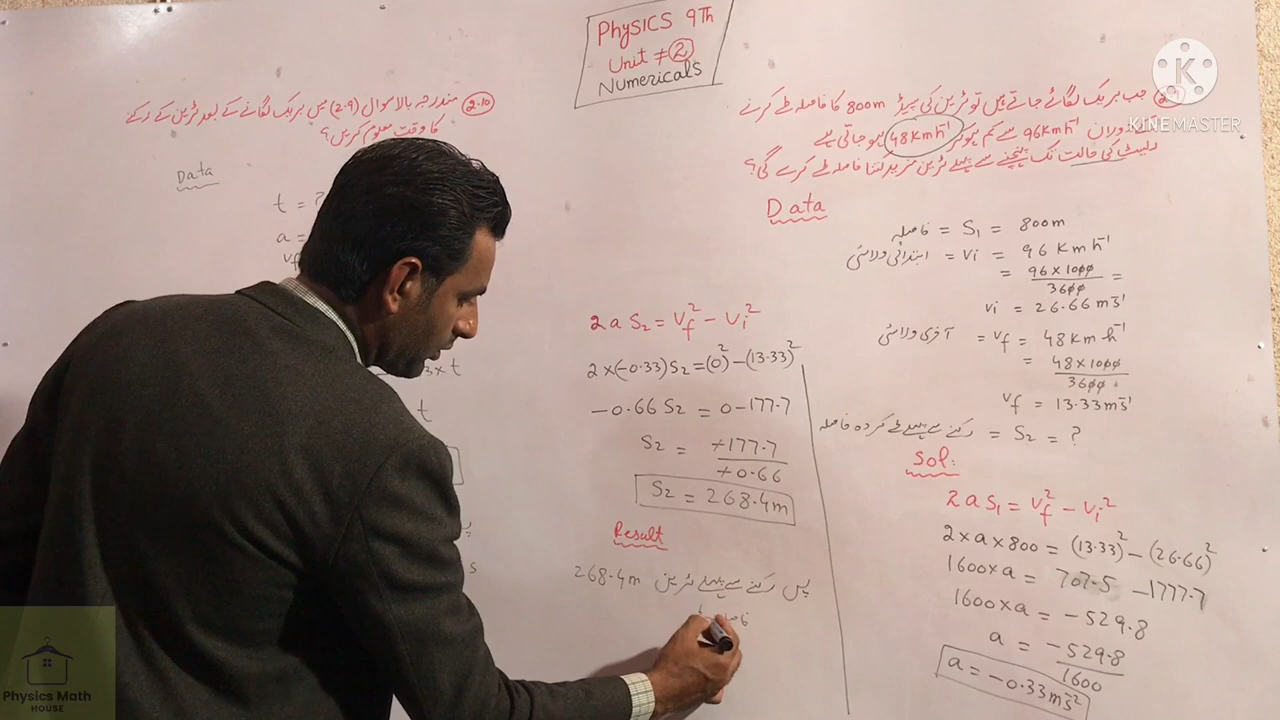 PhySICS 9Th
Unit # 2
Numericals
KINEMASTER
2.9 جب بریک لگائے جاتے ہیں تو ٹرین کی سپیڈ 800m کا فاصلہ طے کرنے
دوران 96Kmh⁻¹ سے کم ہوکر 48Kmh⁻¹ ہو جاتی ہے
ریسٹ کی حالت تک پہنچنے سے پہلے ٹرین مزید کتنا فاصلہ طے کرے گی؟
Data
فاصلہ = S₁ = 800m
ابتدائی ولاسٹی = Vi = 96 Km h⁻¹
= 96 x 1000 / 3600 =
Vi = 26.66 ms⁻¹
آخری ولاسٹی = Vf = 48 Km h⁻¹
= 48 x 1000 / 3600
Vf = 13.33 ms⁻¹
رکنے سے پہلے طے کردہ فاصلہ = S₂ = ?
Sol:
2 a S₁ = Vf² - Vi²
2 x a x 800 = (13.33)² - (26.66)²
1600 x a = 707.5 - 1777.7
1600 x a = - 529.8
a = -529.8 / 1600
a = -0.33 ms⁻²
2 a S₂ = Vf² - Vi²
2 x (-0.33) S₂ = (0)² - (13.33)²
-0.66 S₂ = 0 - 177.7
S₂ = +177.7 / +0.66
S₂ = 268.4m
Result
پس رکنے سے پہلے ٹرین 268.4m
2.10 مندرجہ بالا سوال (2.9) میں بریک لگانے کے بعد ٹرین کے رکنے
کا وقت معلوم کریں؟
Data
t = ?
a =
vf
3 x t
t
s
Physics Math
HOUSE